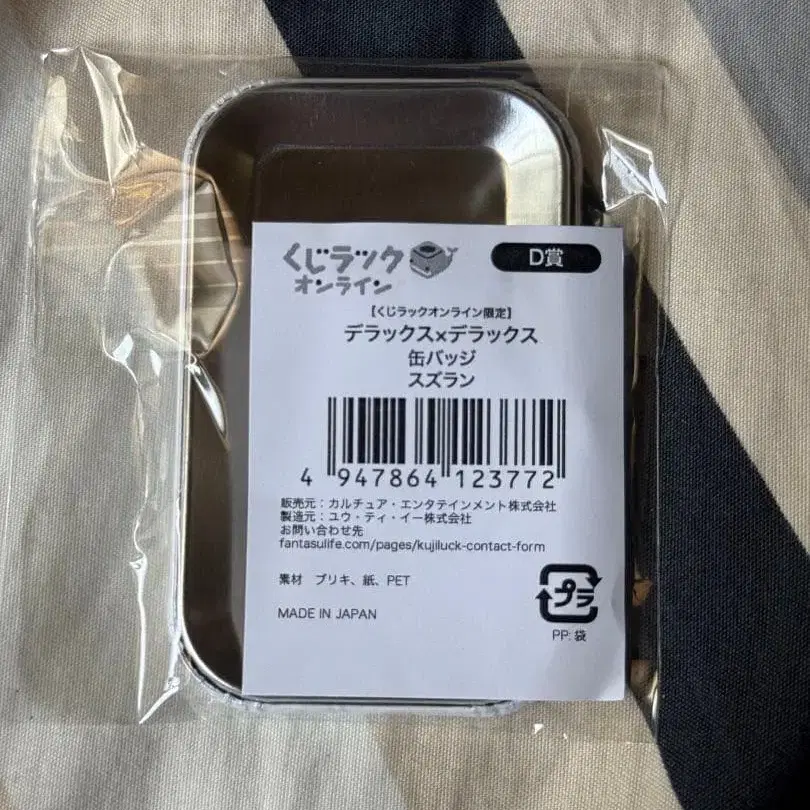 くじラック
オンライン
D賞
【くじラックオンライン限定】
デラックス×デラックス
缶バッジ
スズラン
4 947864 123772
販売元：カルチュア・エンタテインメント株式会社
製造元：ユウ・ティ・イー株式会社
お問い合わせ先
fantasulife.com/pages/kujiluck-contact-form
素材　ブリキ、紙、PET
プラ
MADE IN JAPAN
PP: 袋